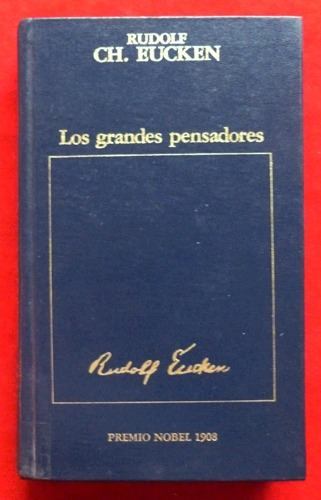 RUDOLF
CH. EUCKEN
Los grandes pensadores
Rudolf Eucken
PREMIO NOBEL 1908